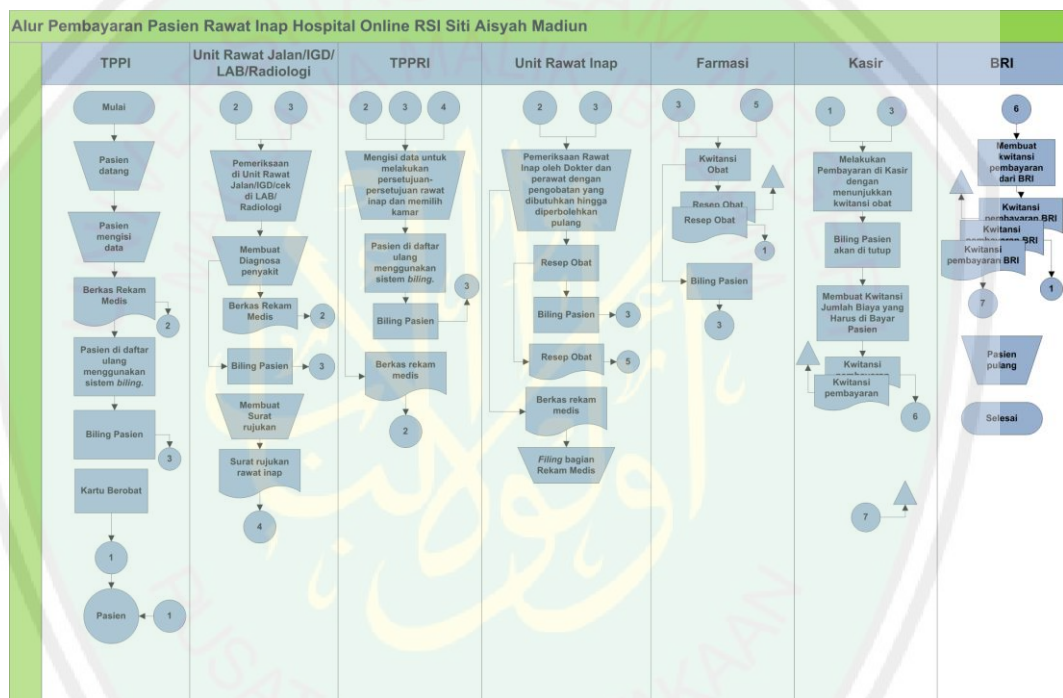 Alur Pembayaran Pasien Rawat Inap Hospital Online RSI Siti Aisyah Madiun
TPPI
Mulai
Pasien
datang
Pasien
mengisi
data
Berkas Rekam
Medis
2
Pasien di daftar
ulang
menggunakan
sistem biling.
Biling Pasien
3
Kartu Berobat
1
Pasien
1
Unit Rawat Jalan/IGD/
LAB/Radiologi
2
3
Pemeriksaan
di Unit Rawat
Jalan/IGD/cek
di LAB/
Radiologi
Membuat
Diagnosa
penyakit
Berkas Rekam
Medis
2
Biling Pasien
3
Membuat
Surat
rujukan
Surat rujukan
rawat inap
4
TPPRI
2
3
4
Mengisi data untuk
melakukan
persetujuan-
persetujuan rawat
inap dan memilih
kamar
Pasien di daftar
ulang
menggunakan
sistem biling.
3
Biling Pasien
Berkas rekam
medis
2
Unit Rawat Inap
2
3
Pemeriksaan Rawat
Inap oleh Dokter dan
perawat dengan
pengobatan yang
dibutuhkan hingga
diperbolehkan
pulang
Resep Obat
Biling Pasien
3
Resep Obat
5
Berkas rekam
medis
Filing bagian
Rekam Medis
Farmasi
3
5
Kwitansi
Obat
Resep Obat
Resep Obat
1
Biling Pasien
3
Kasir
1
3
Melakukan
Pembayaran di Kasir
dengan
menunjukkan
kwitansi obat
Biling Pasien
akan di tutup
Membuat Kwitansi
Jumlah Biaya yang
Harus di Bayar
Pasien
Kwitansi
pembayaran
Kwitansi
pembayaran
6
7
BRI
6
Membuat
kwitansi
pembayaran
dari BRI
Kwitansi
pembayaran BRI
Kwitansi
pembayaran BRI
Kwitansi
pembayaran BRI
1
7
Pasien
pulang
Selesai